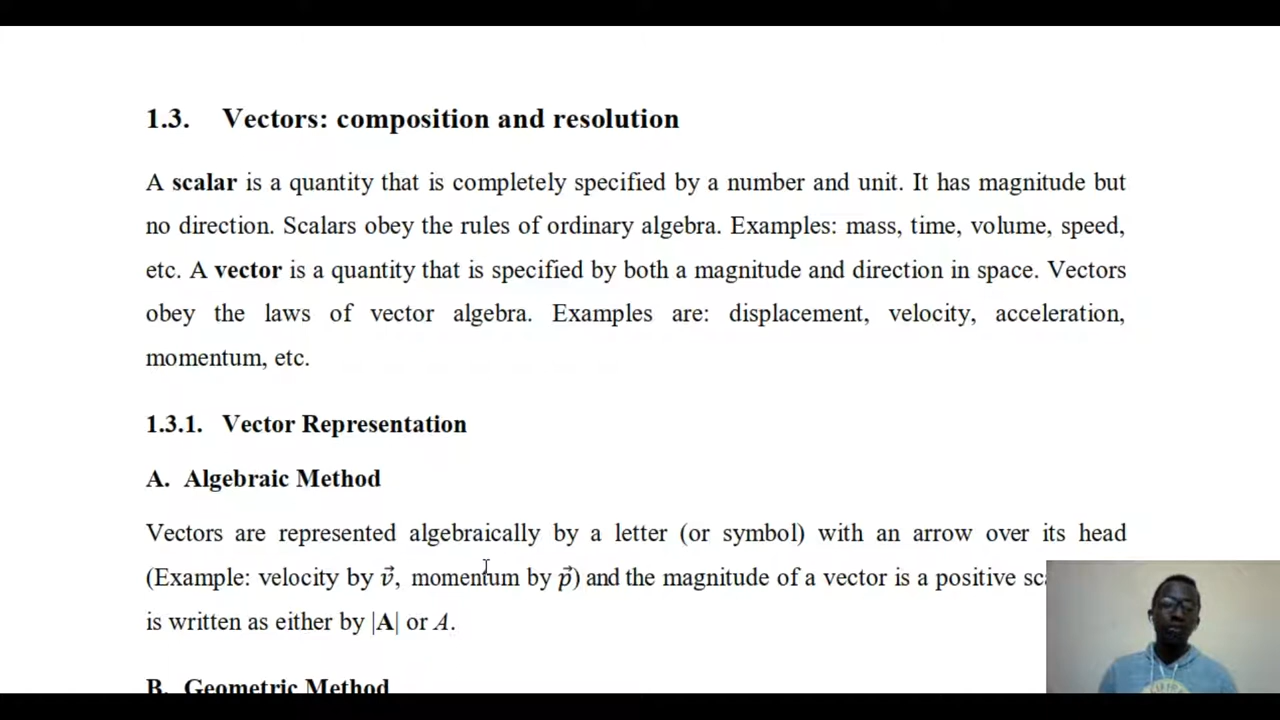 1.3. Vectors: composition and resolution
A scalar is a quantity that is completely specified by a number and unit. It has magnitude but
no direction. Scalars obey the rules of ordinary algebra. Examples: mass, time, volume, speed,
etc. A vector is a quantity that is specified by both a magnitude and direction in space. Vectors
obey the laws of vector algebra. Examples are: displacement, velocity, acceleration,
momentum, etc.
1.3.1. Vector Representation
A. Algebraic Method
Vectors are represented algebraically by a letter (or symbol) with an arrow over its head
(Example: velocity by v⃗, momentum by p⃗) and the magnitude of a vector is a positive
is written as either by |A| or A.
B. Geometric Method